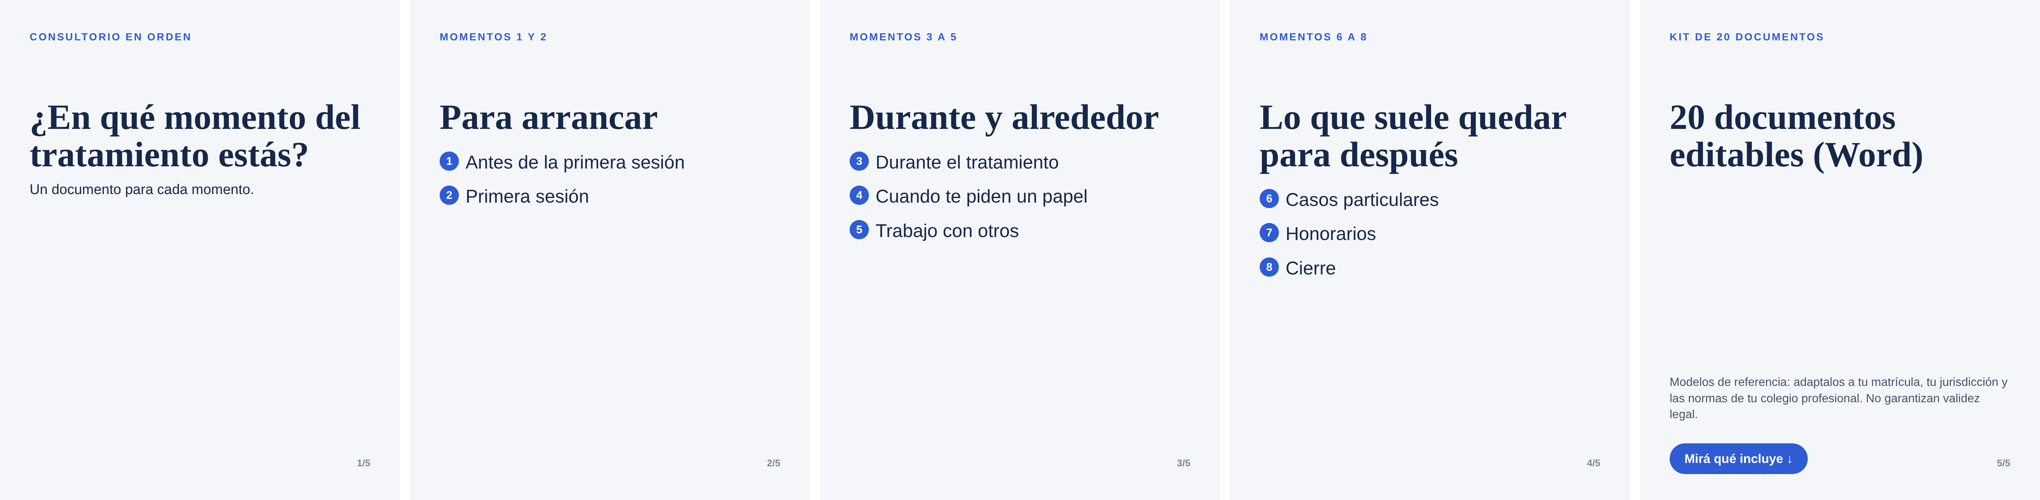 CONSULTORIO EN ORDEN
¿En qué momento del
tratamiento estás?
Un documento para cada momento.
1/5
MOMENTOS 1 Y 2
Para arrancar
1 Antes de la primera sesión
2 Primera sesión
2/5
MOMENTOS 3 A 5
Durante y alrededor
3 Durante el tratamiento
4 Cuando te piden un papel
5 Trabajo con otros
3/5
MOMENTOS 6 A 8
Lo que suele quedar
para después
6 Casos particulares
7 Honorarios
8 Cierre
4/5
KIT DE 20 DOCUMENTOS
20 documentos
editables (Word)
Modelos de referencia: adaptalos a tu matrícula, tu jurisdicción y
las normas de tu colegio profesional. No garantizan validez
legal.
Mirá qué incluye ↓
5/5